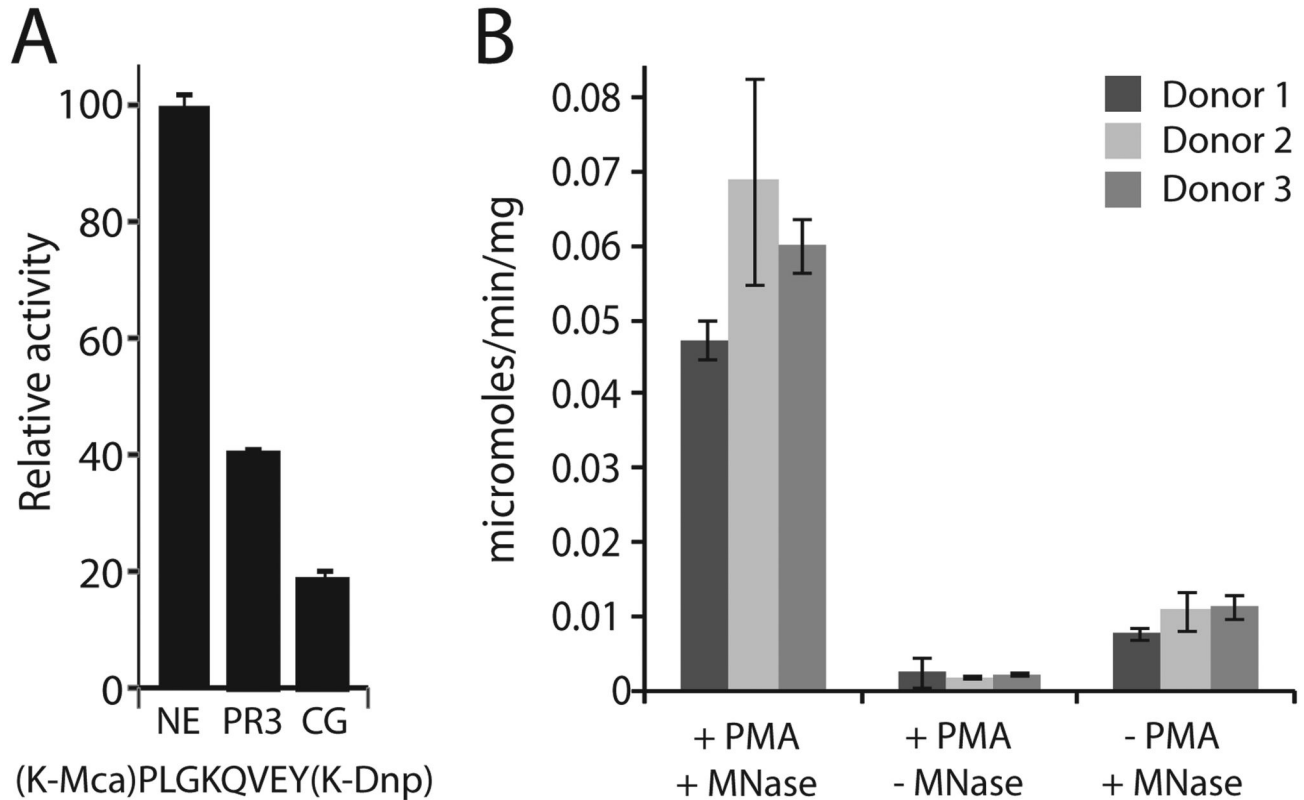 A
Relative activity
100
80
60
40
20
0
NE PR3 CG
(K-Mca)PLGKQVEY(K-Dnp)
B
micromoles/min/mg
0.08
0.07
0.06
0.05
0.04
0.03
0.02
0.01
0
Donor 1
Donor 2
Donor 3
+ PMA
+ MNase
+ PMA
- MNase
- PMA
+ MNase